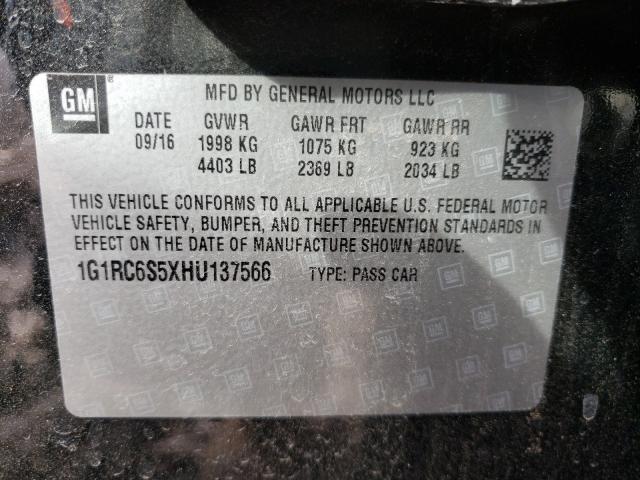 GM ®
MFD BY GENERAL MOTORS LLC
DATE GVWR GAWR FRT GAWR RR
09/16 1998 KG 1075 KG 923 KG
4403 LB 2369 LB 2034 LB
THIS VEHICLE CONFORMS TO ALL APPLICABLE U.S. FEDERAL MOTOR
VEHICLE SAFETY, BUMPER, AND THEFT PREVENTION STANDARDS IN
EFFECT ON THE DATE OF MANUFACTURE SHOWN ABOVE.
1G1RC6S5XHU137566 TYPE: PASS CAR